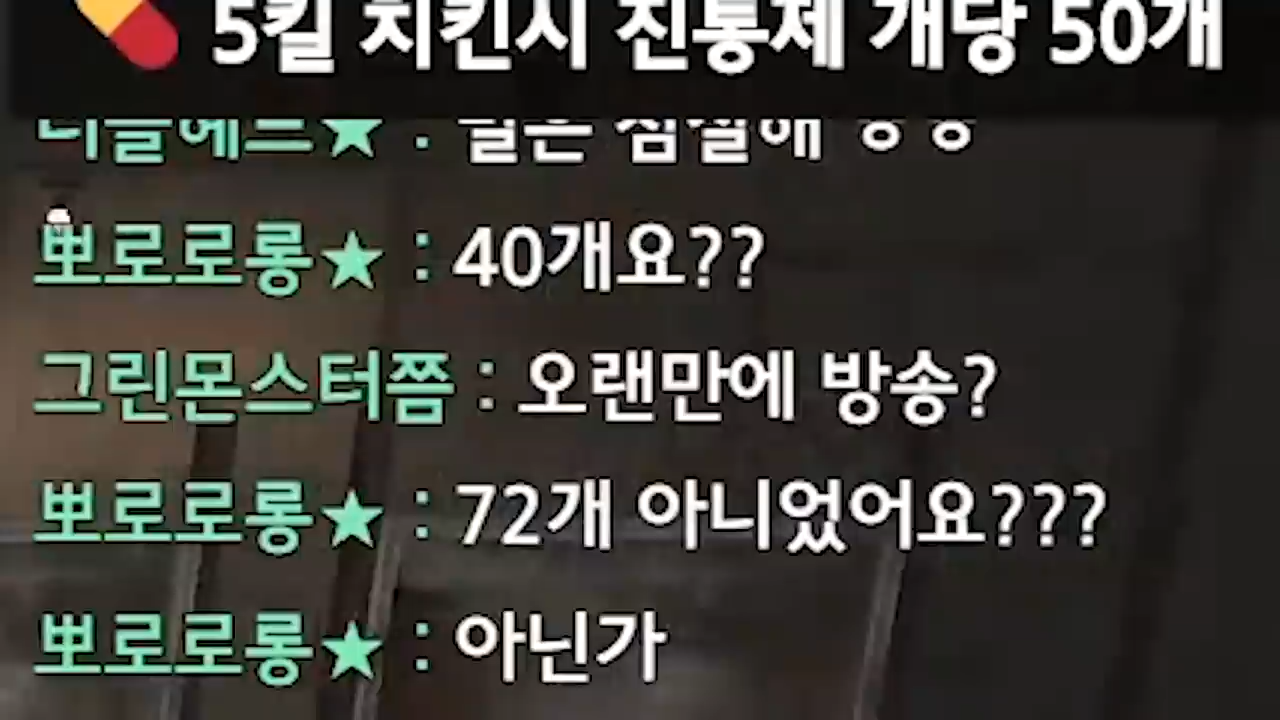 5킬 치킨시 진통제 개당 50개
뽀로로롱★ : 40개요??
그린몬스터쯤 : 오랜만에 방송?
뽀로로롱★ : 72개 아니었어요???
뽀로로롱★ : 아닌가